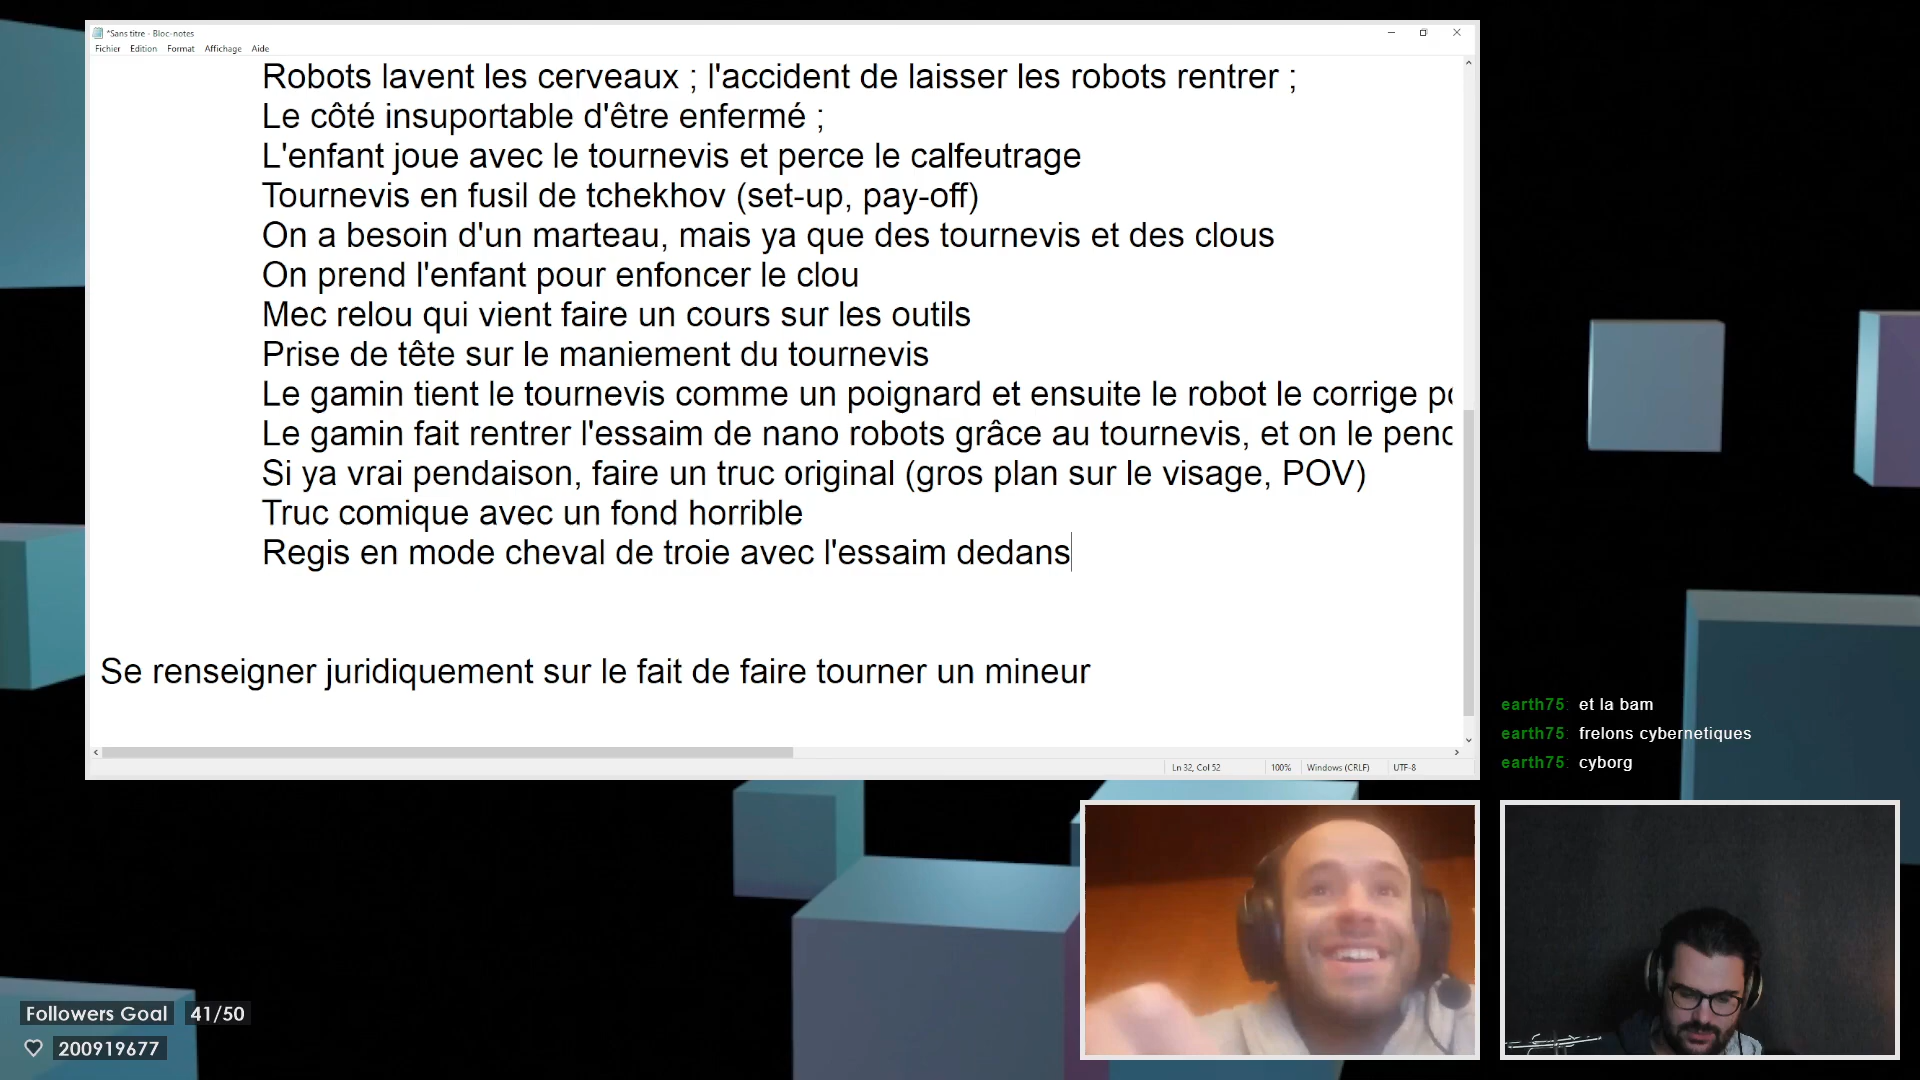 *Sans titre - Bloc-notes
Fichier Edition Format Affichage Aide
Robots lavent les cerveaux ; l'accident de laisser les robots rentrer ;
Le côté insuportable d'être enfermé ;
L'enfant joue avec le tournevis et perce le calfeutrage
Tournevis en fusil de tchekhov (set-up, pay-off)
On a besoin d'un marteau, mais ya que des tournevis et des clous
On prend l'enfant pour enfoncer le clou
Mec relou qui vient faire un cours sur les outils
Prise de tête sur le maniement du tournevis
Le gamin tient le tournevis comme un poignard et ensuite le robot le corrige
Le gamin fait rentrer l'essaim de nano robots grâce au tournevis, et on le
Si ya vrai pendaison, faire un truc original (gros plan sur le visage, POV)
Truc comique avec un fond horrible
Regis en mode cheval de troie avec l'essaim dedans
Se renseigner juridiquement sur le fait de faire tourner un mineur
Ln 32, Col 52 100% Windows (CRLF) UTF-8
earth75: et la bam
earth75: frelons cybernetiques
earth75: cyborg
Followers Goal 41/50
200919677